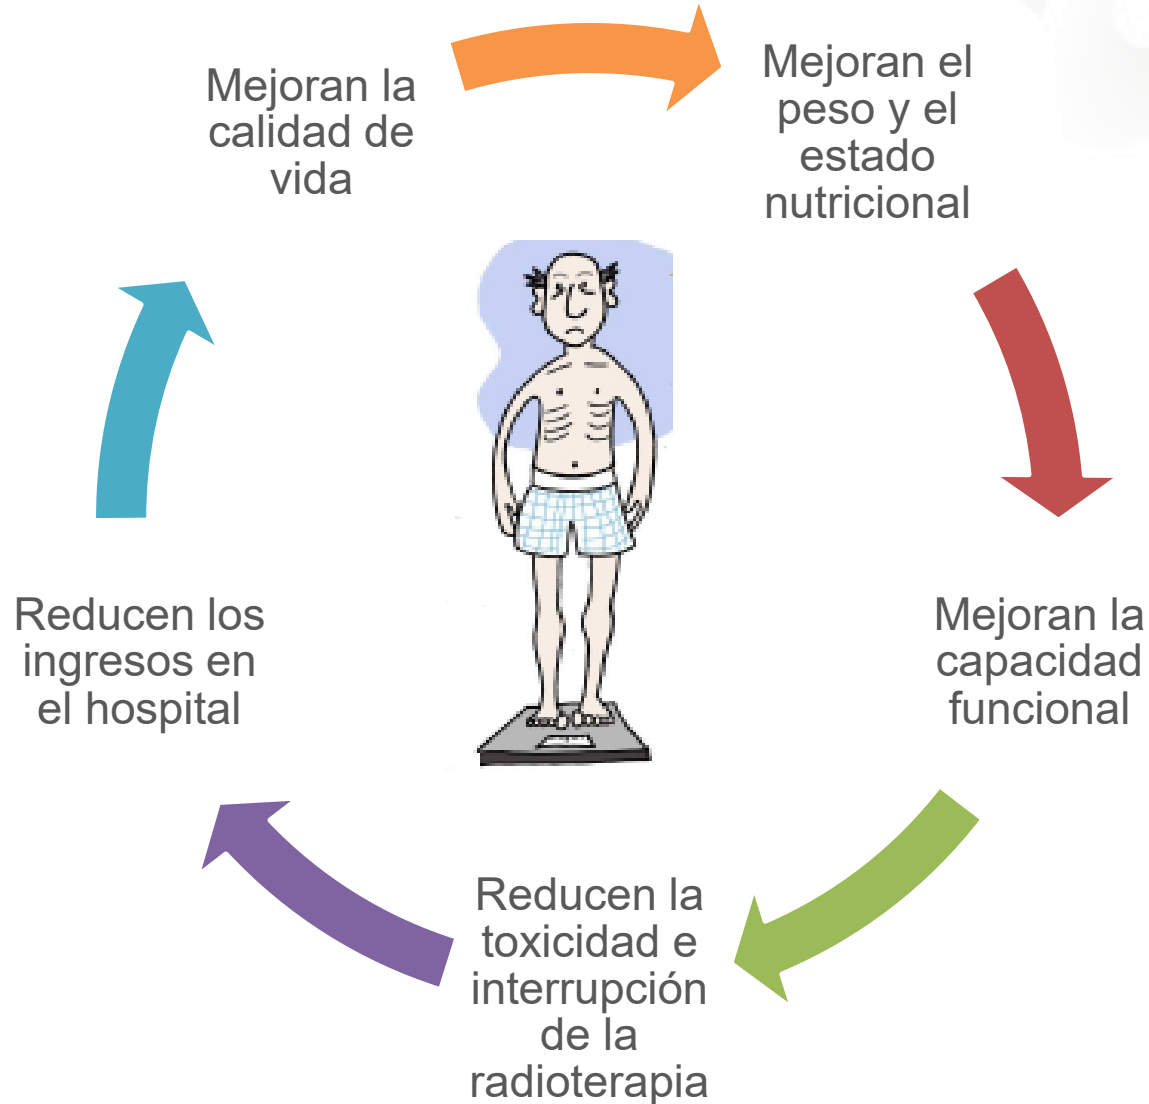 Mejoran la
calidad de
vida
Mejoran el
peso y el
estado
nutricional
Mejoran la
capacidad
funcional
Reducen la
toxicidad e
interrupción
de la
radioterapia
Reducen los
ingresos en
el hospital